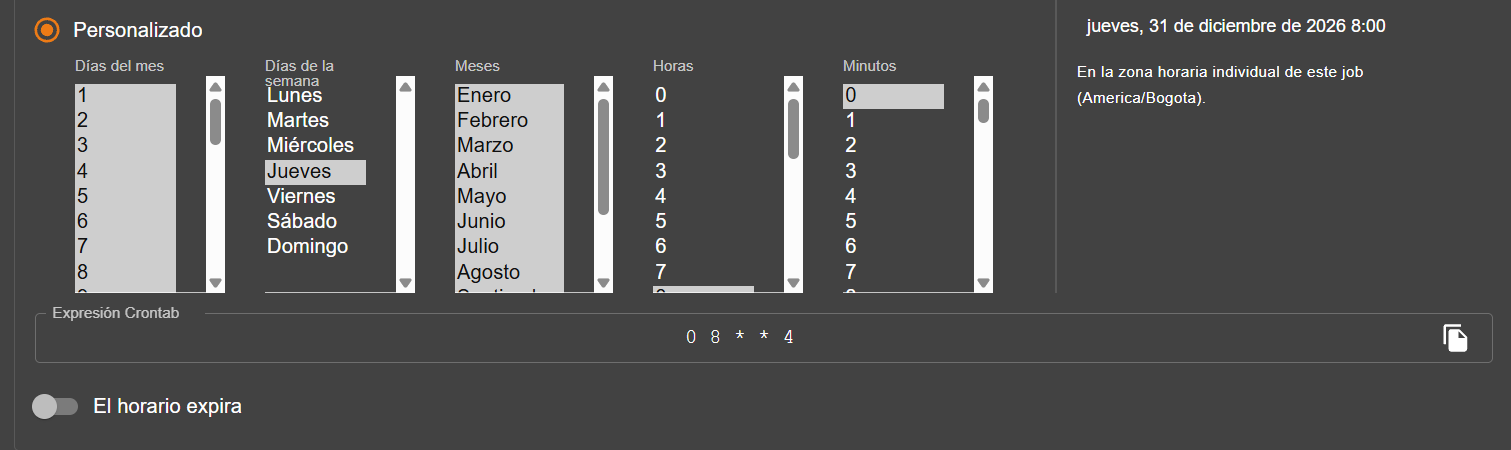 Personalizado
jueves, 31 de diciembre de 2026 8:00
En la zona horaria individual de este job
(America/Bogota).
Días del mes
1
2
3
4
5
6
7
8
Días de la
semana
Lunes
Martes
Miércoles
Jueves
Viernes
Sábado
Domingo
Meses
Enero
Febrero
Marzo
Abril
Mayo
Junio
Julio
Agosto
Horas
0
1
2
3
4
5
6
7
Minutos
0
1
2
3
4
5
6
7
Expresión Crontab
0 8 * * 4
El horario expira